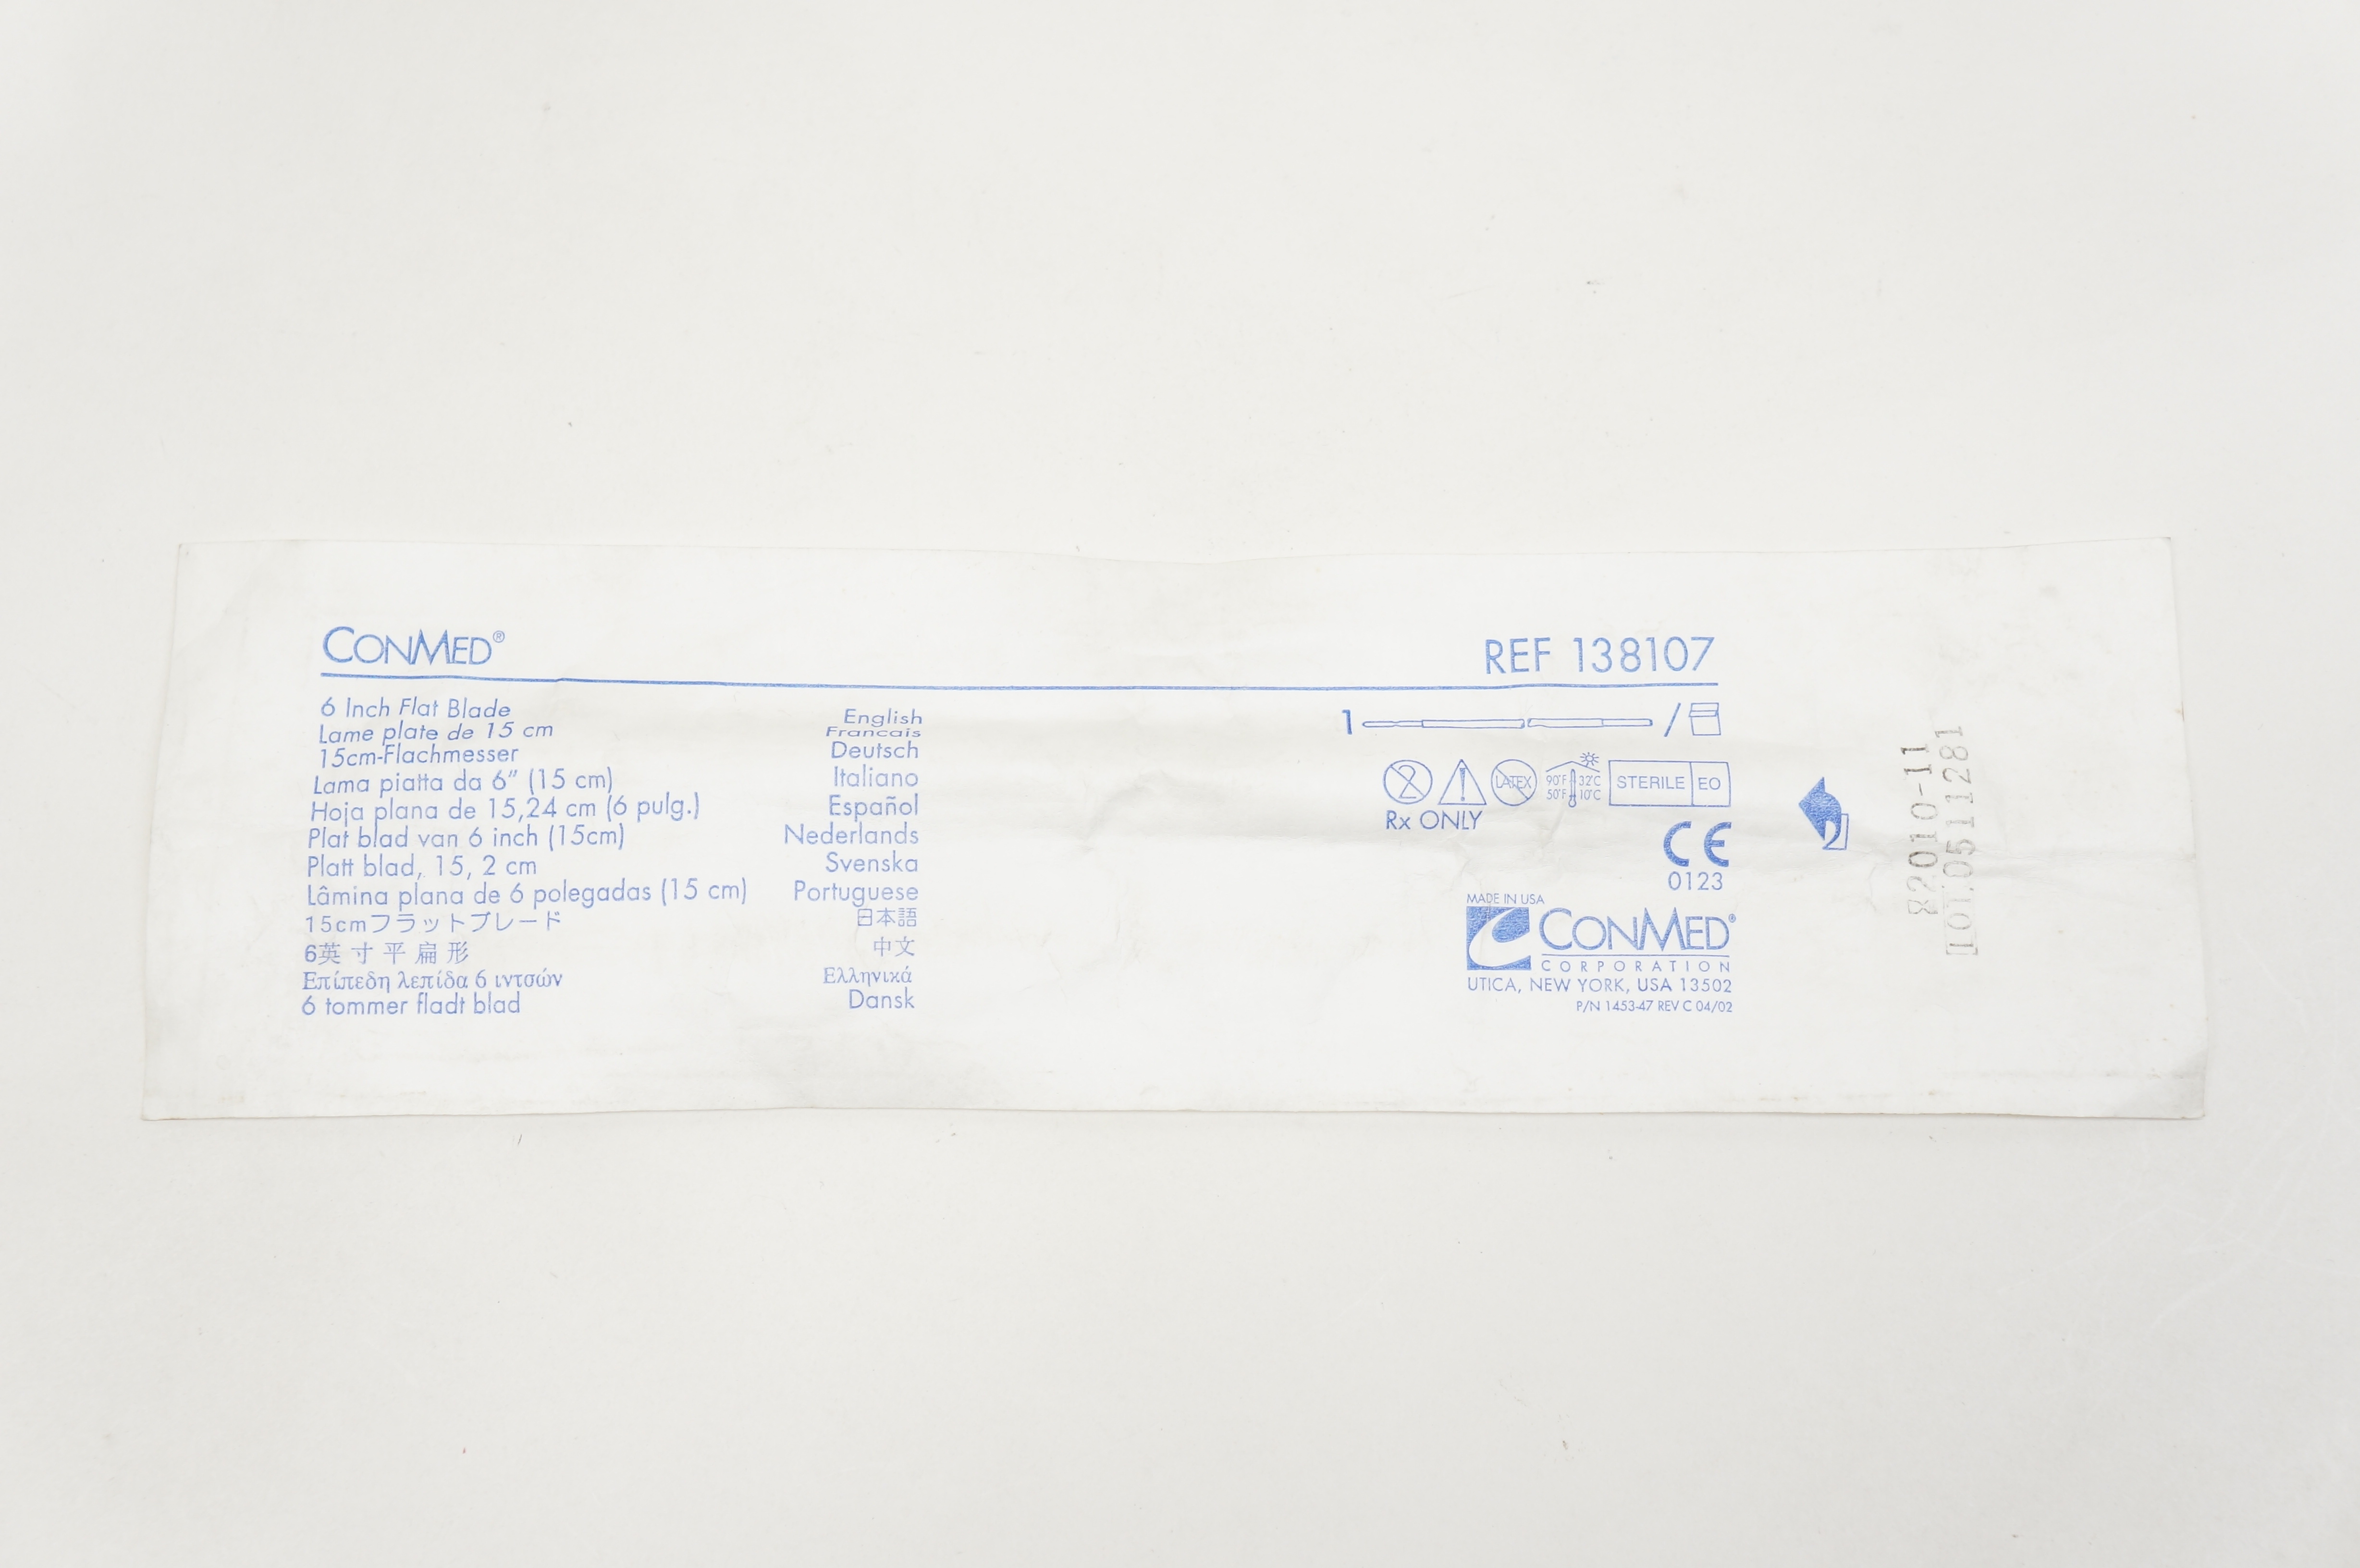 CONMED®
REF 138107
6 Inch Flat Blade English
Lame plate de 15 cm Francais
15cm-Flachmesser Deutsch
Lama piatta da 6" (15 cm) Italiano
Hoja plana de 15,24 cm (6 pulg.) Español
Plat blad van 6 inch (15cm) Nederlands
Platt blad, 15, 2 cm Svenska
Lâmina plana de 6 polegadas (15 cm) Portuguese
15cmフラットブレード 日本語
6英寸平扁形 中文
Επίπεδη λεπίδα 6 ιντσών Ελληνικά
6 tommer fladt blad Dansk
1 /
2 ! LATEX 90°F 32°C STERILE EO
50°F 10°C
Rx ONLY
CE
0123
MADE IN USA
CONMED®
CORPORATION
UTICA, NEW YORK, USA 13502
P/N 1453-47 REV C 04/02
2010-11
LOT 0511281